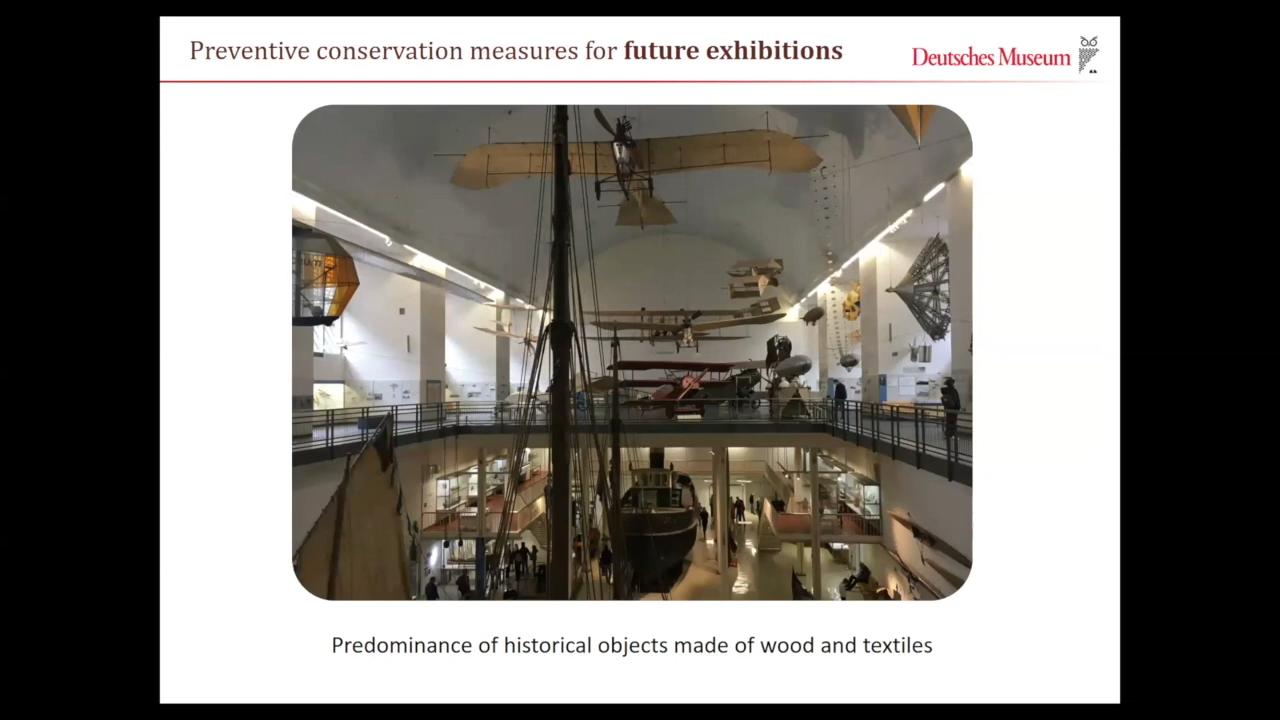 Preventive conservation measures for future exhibitions
Deutsches Museum
Predominance of historical objects made of wood and textiles